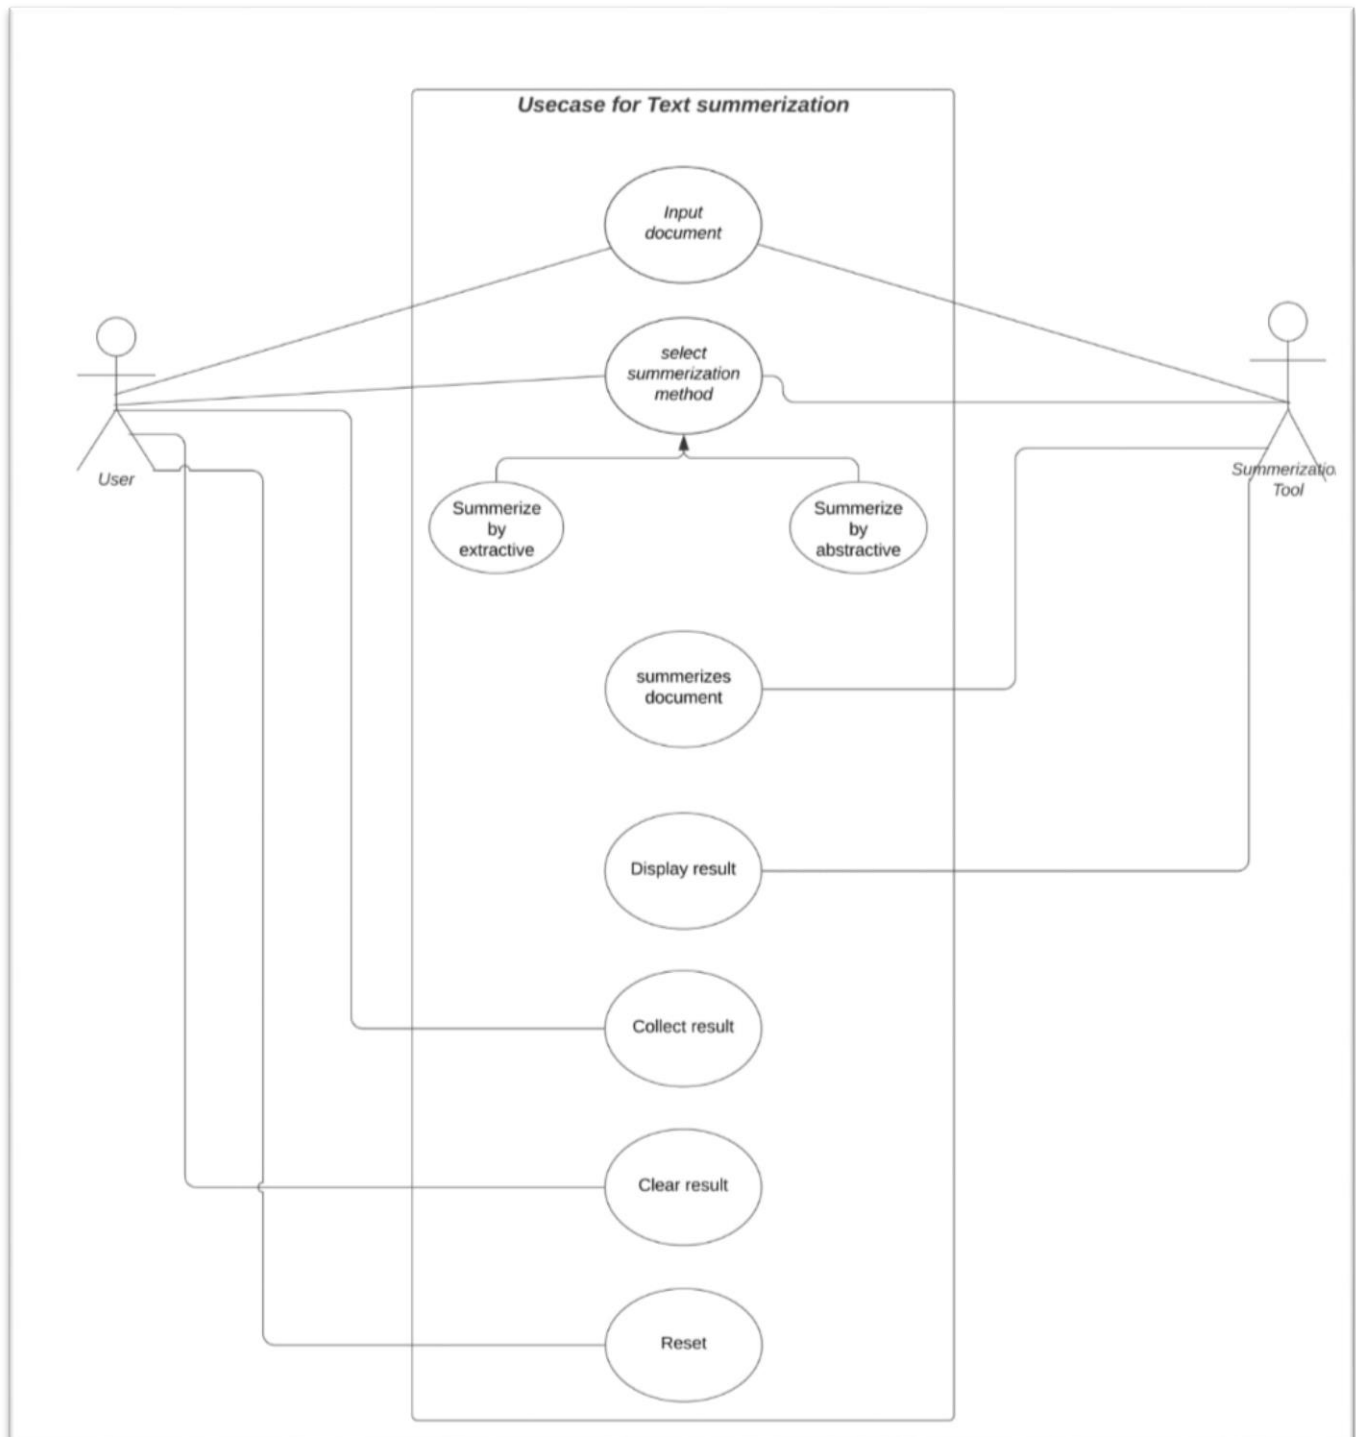 Usecase for Text summerization
Input
document
select
summerization
method
User
Summerizatio
Tool
Summerize
by
extractive
Summerize
by
abstractive
summerizes
document
Display result
Collect result
Clear result
Reset